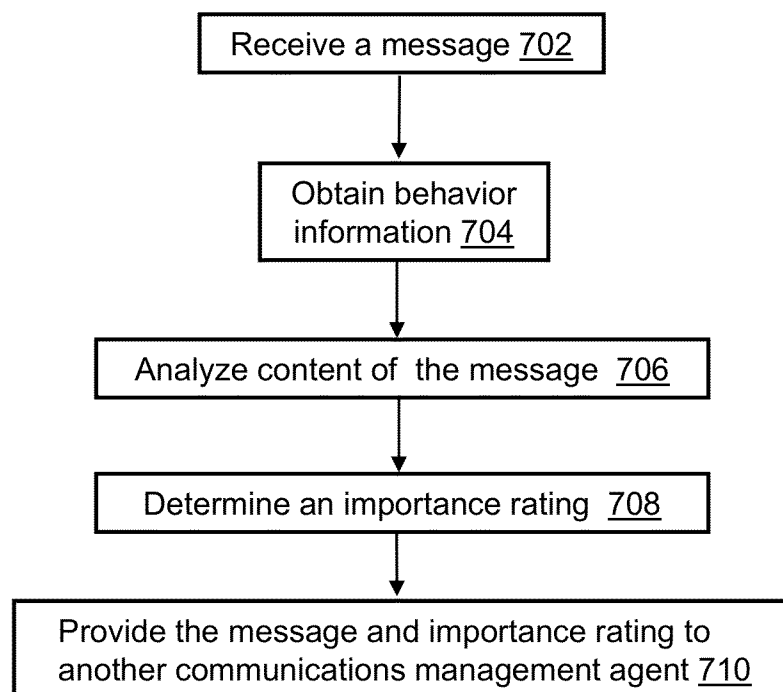 Receive a message 702
Obtain behavior
information 704
Analyze content of the message 706
Determine an importance rating 708
Provide the message and importance rating to
another communications management agent 710